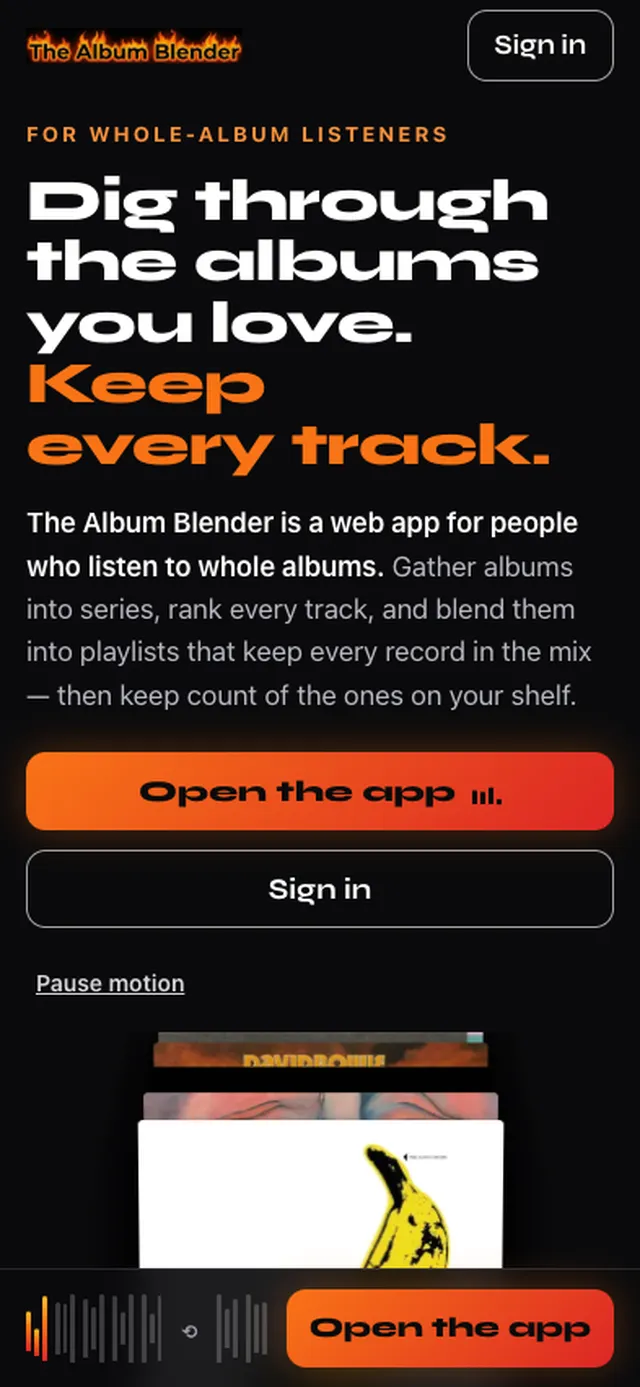 The Album Blender
Sign in
FOR WHOLE-ALBUM LISTENERS
Dig through
the albums
you love.
Keep
every track.
The Album Blender is a web app for people
who listen to whole albums. Gather albums
into series, rank every track, and blend them
into playlists that keep every record in the mix
— then keep count of the ones on your shelf.
Open the app
Sign in
Pause motion
DAVIDBOWIE
Open the app